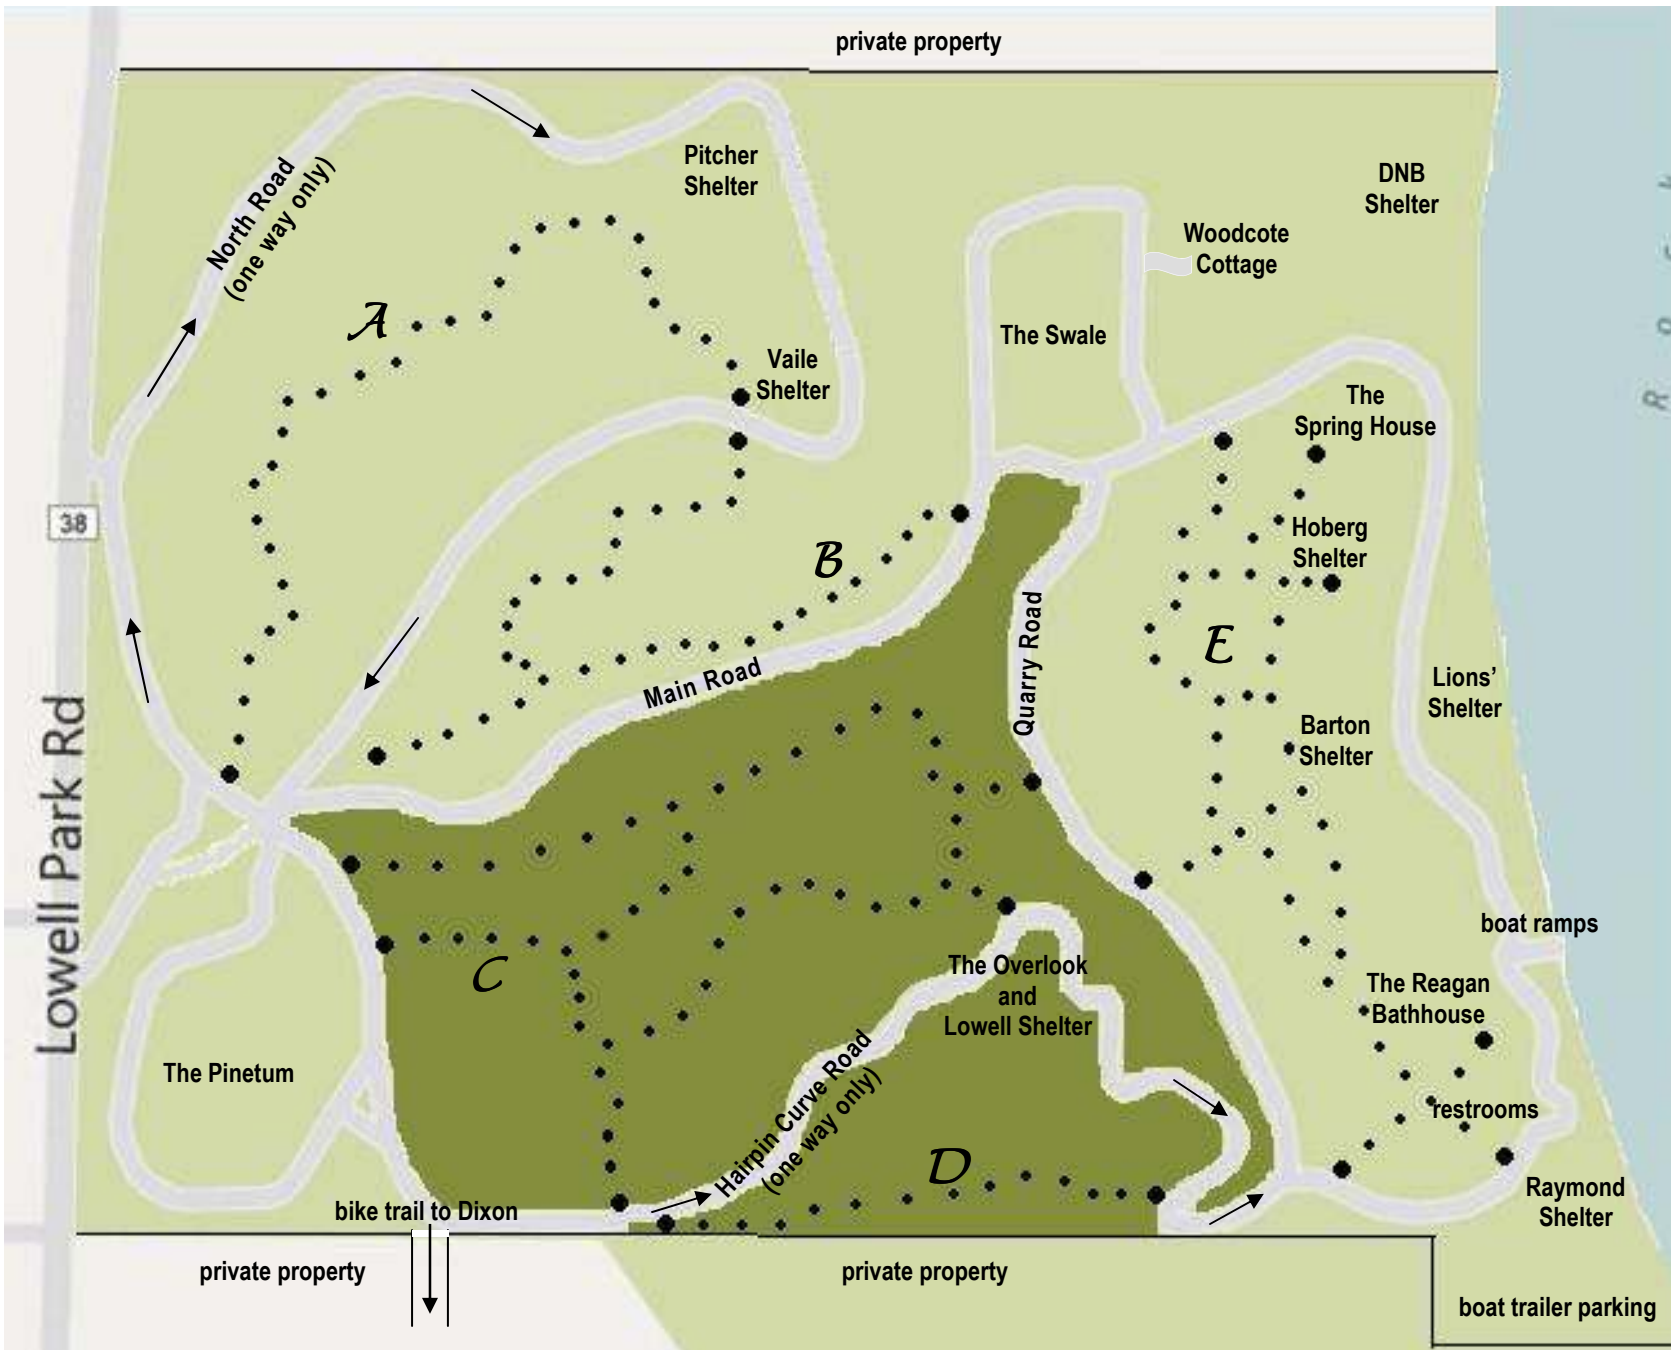 private property
Pitcher
Shelter
DNB
Shelter
North Road
(one way only)
Woodcote
Cottage
R o c k
A
The Swale
Vaile
Shelter
The
Spring House
38
Hoberg
Shelter
B
Main Road
Quarry Road
E
Lions'
Shelter
Barton
Shelter
Lowell Park Rd
C
The Overlook
and
Lowell Shelter
boat ramps
The Reagan
Bathhouse
The Pinetum
Hairpin Curve Road
(one way only)
restrooms
D
Raymond
Shelter
bike trail to Dixon
private property
private property
boat trailer parking